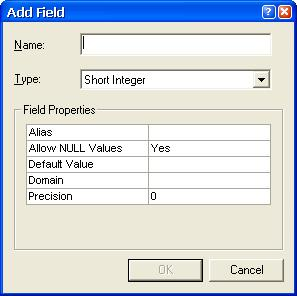 Add Field
Name:
Type: Short Integer
Field Properties
Alias
Allow NULL Values Yes
Default Value
Domain
Precision 0
OK Cancel